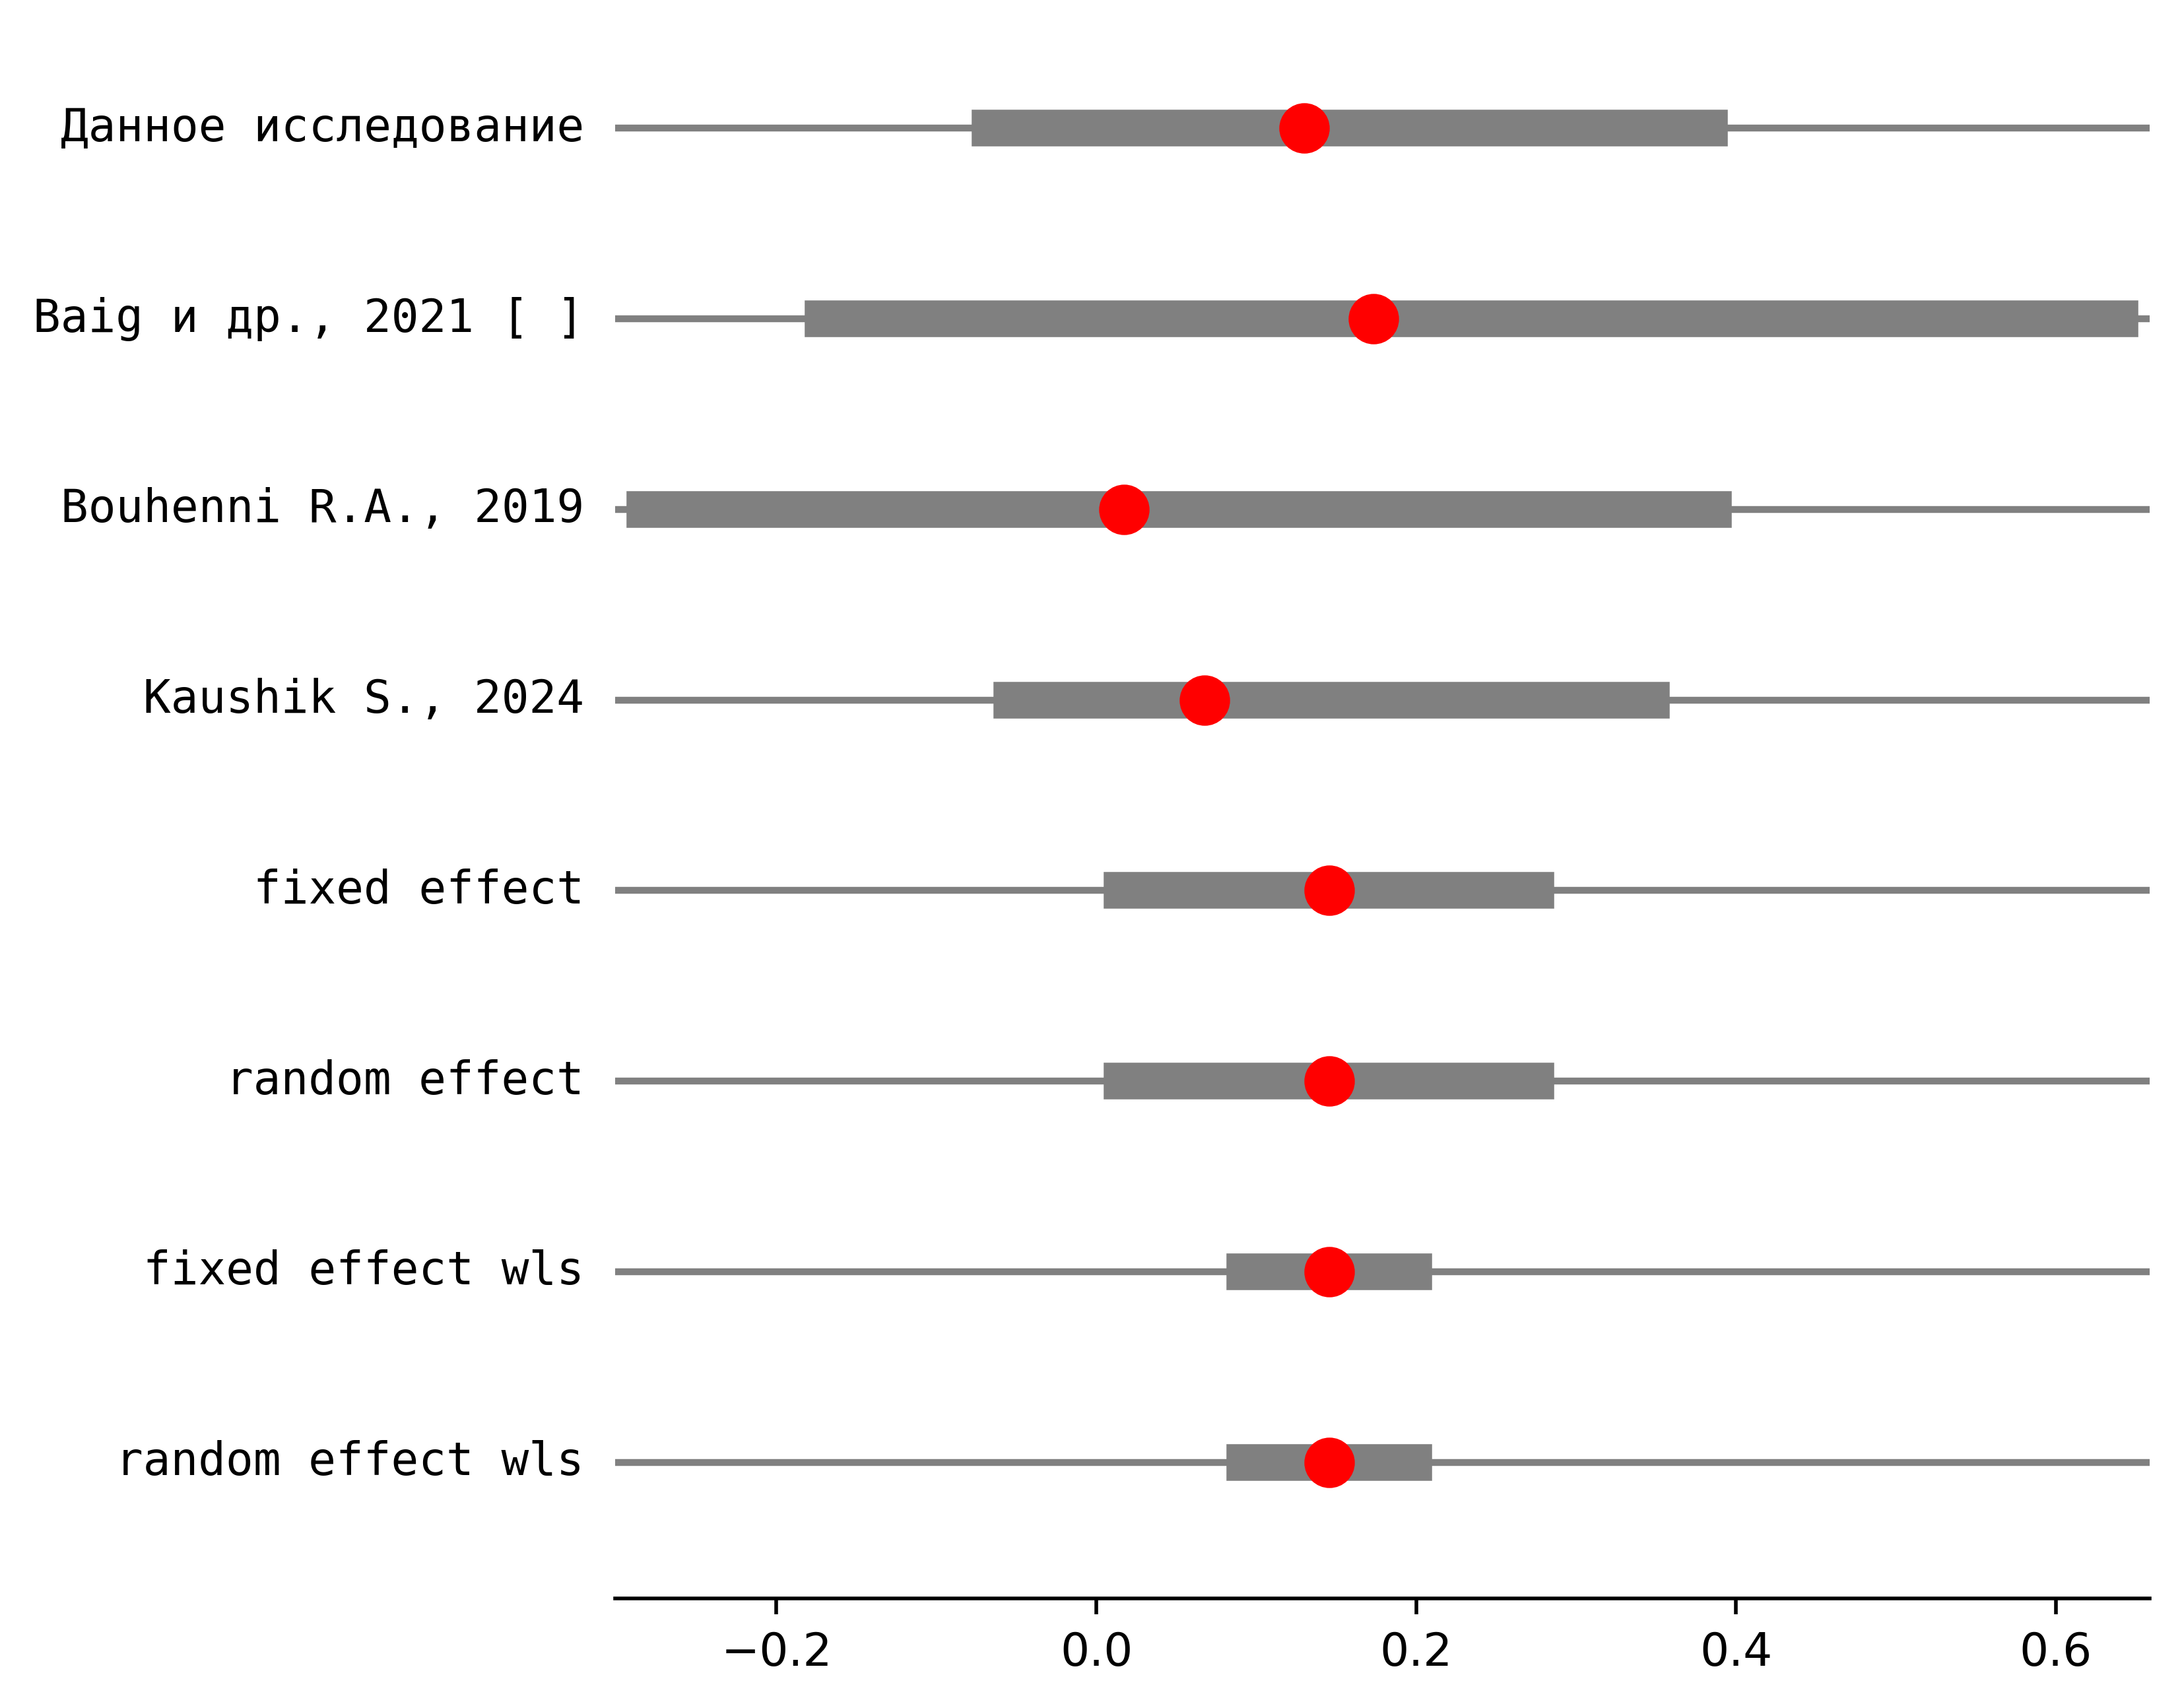 Данное исследование
Baig и др., 2021 [ ]
Bouhenni R.A., 2019
Kaushik S., 2024
fixed effect
random effect
fixed effect wls
random effect wls
−0.2 0.0 0.2 0.4 0.6